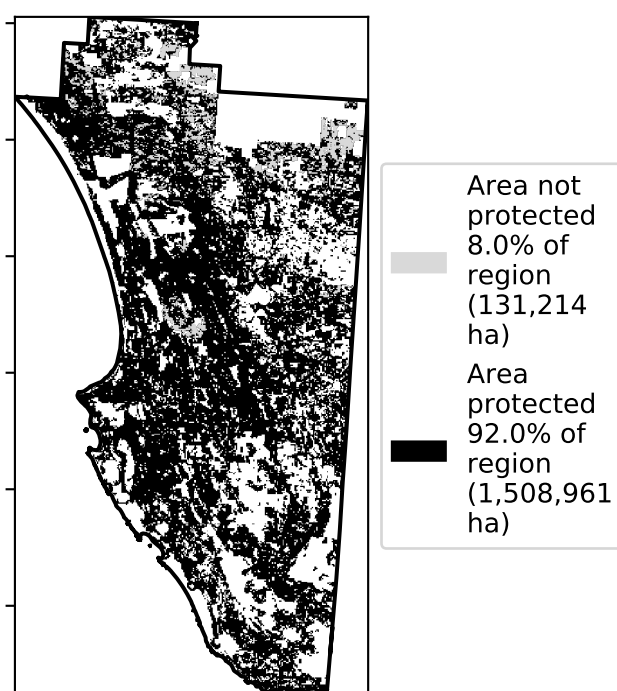 Area not
protected
8.0% of
region
(131,214
ha)
Area
protected
92.0% of
region
(1,508,961
ha)